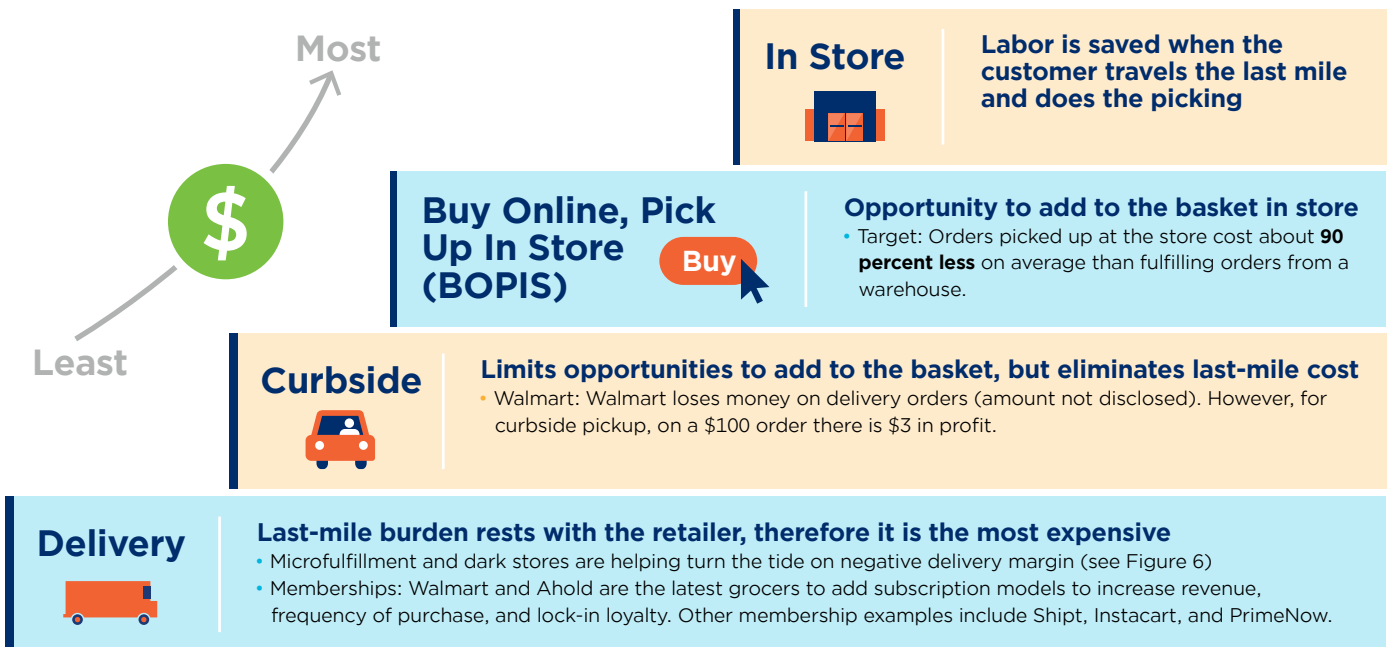 Most
$
Least
In Store
Labor is saved when the
customer travels the last mile
and does the picking
Buy Online, Pick
Up In Store
(BOPIS)
Buy
Opportunity to add to the basket in store
• Target: Orders picked up at the store cost about 90
percent less on average than fulfilling orders from a
warehouse.
Curbside
Limits opportunities to add to the basket, but eliminates last-mile cost
• Walmart: Walmart loses money on delivery orders (amount not disclosed). However, for
curbside pickup, on a $100 order there is $3 in profit.
Delivery
Last-mile burden rests with the retailer, therefore it is the most expensive
• Microfulfillment and dark stores are helping turn the tide on negative delivery margin (see Figure 6)
• Memberships: Walmart and Ahold are the latest grocers to add subscription models to increase revenue,
frequency of purchase, and lock-in loyalty. Other membership examples include Shipt, Instacart, and PrimeNow.